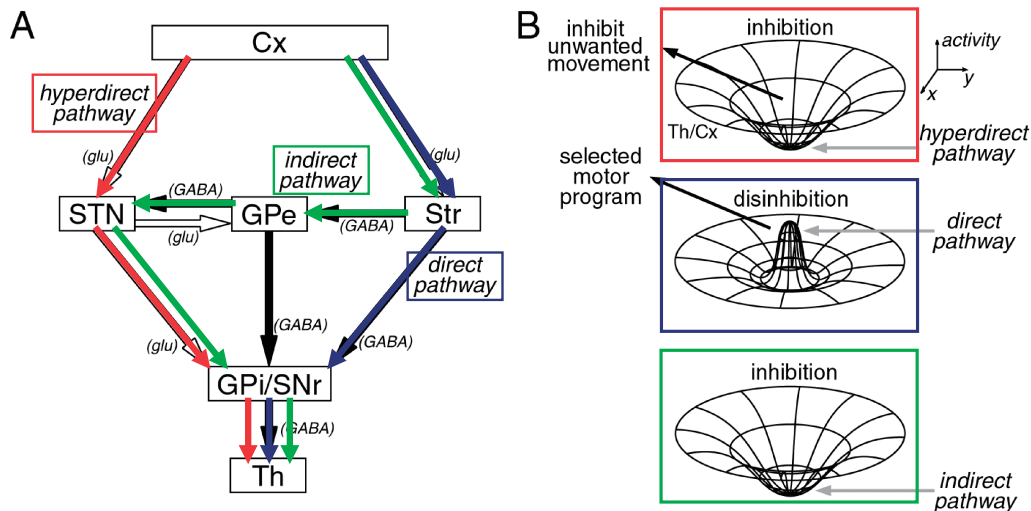 A
Cx
hyperdirect
pathway
(glu)
(glu)
indirect
pathway
(GABA)
STN
GPe
Str
(glu)
(GABA)
direct
pathway
(GABA)
(glu)
(GABA)
GPi/SNr
(GABA)
Th
B
inhibit
unwanted
movement
inhibition
activity
y
x
Th/Cx
hyperdirect
pathway
selected
motor
program
disinhibition
direct
pathway
inhibition
indirect
pathway